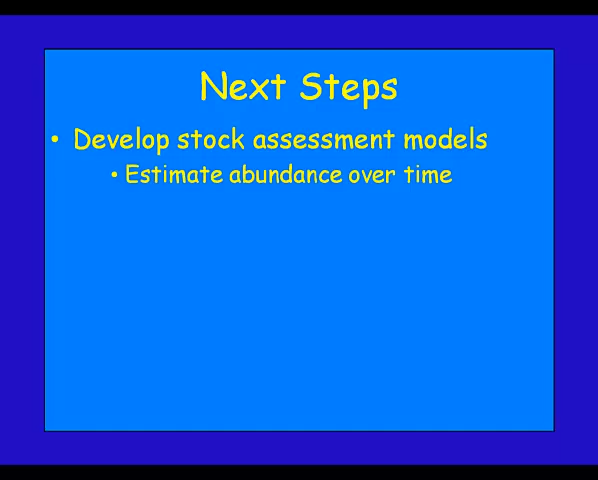 Next Steps
• Develop stock assessment models
• Estimate abundance over time